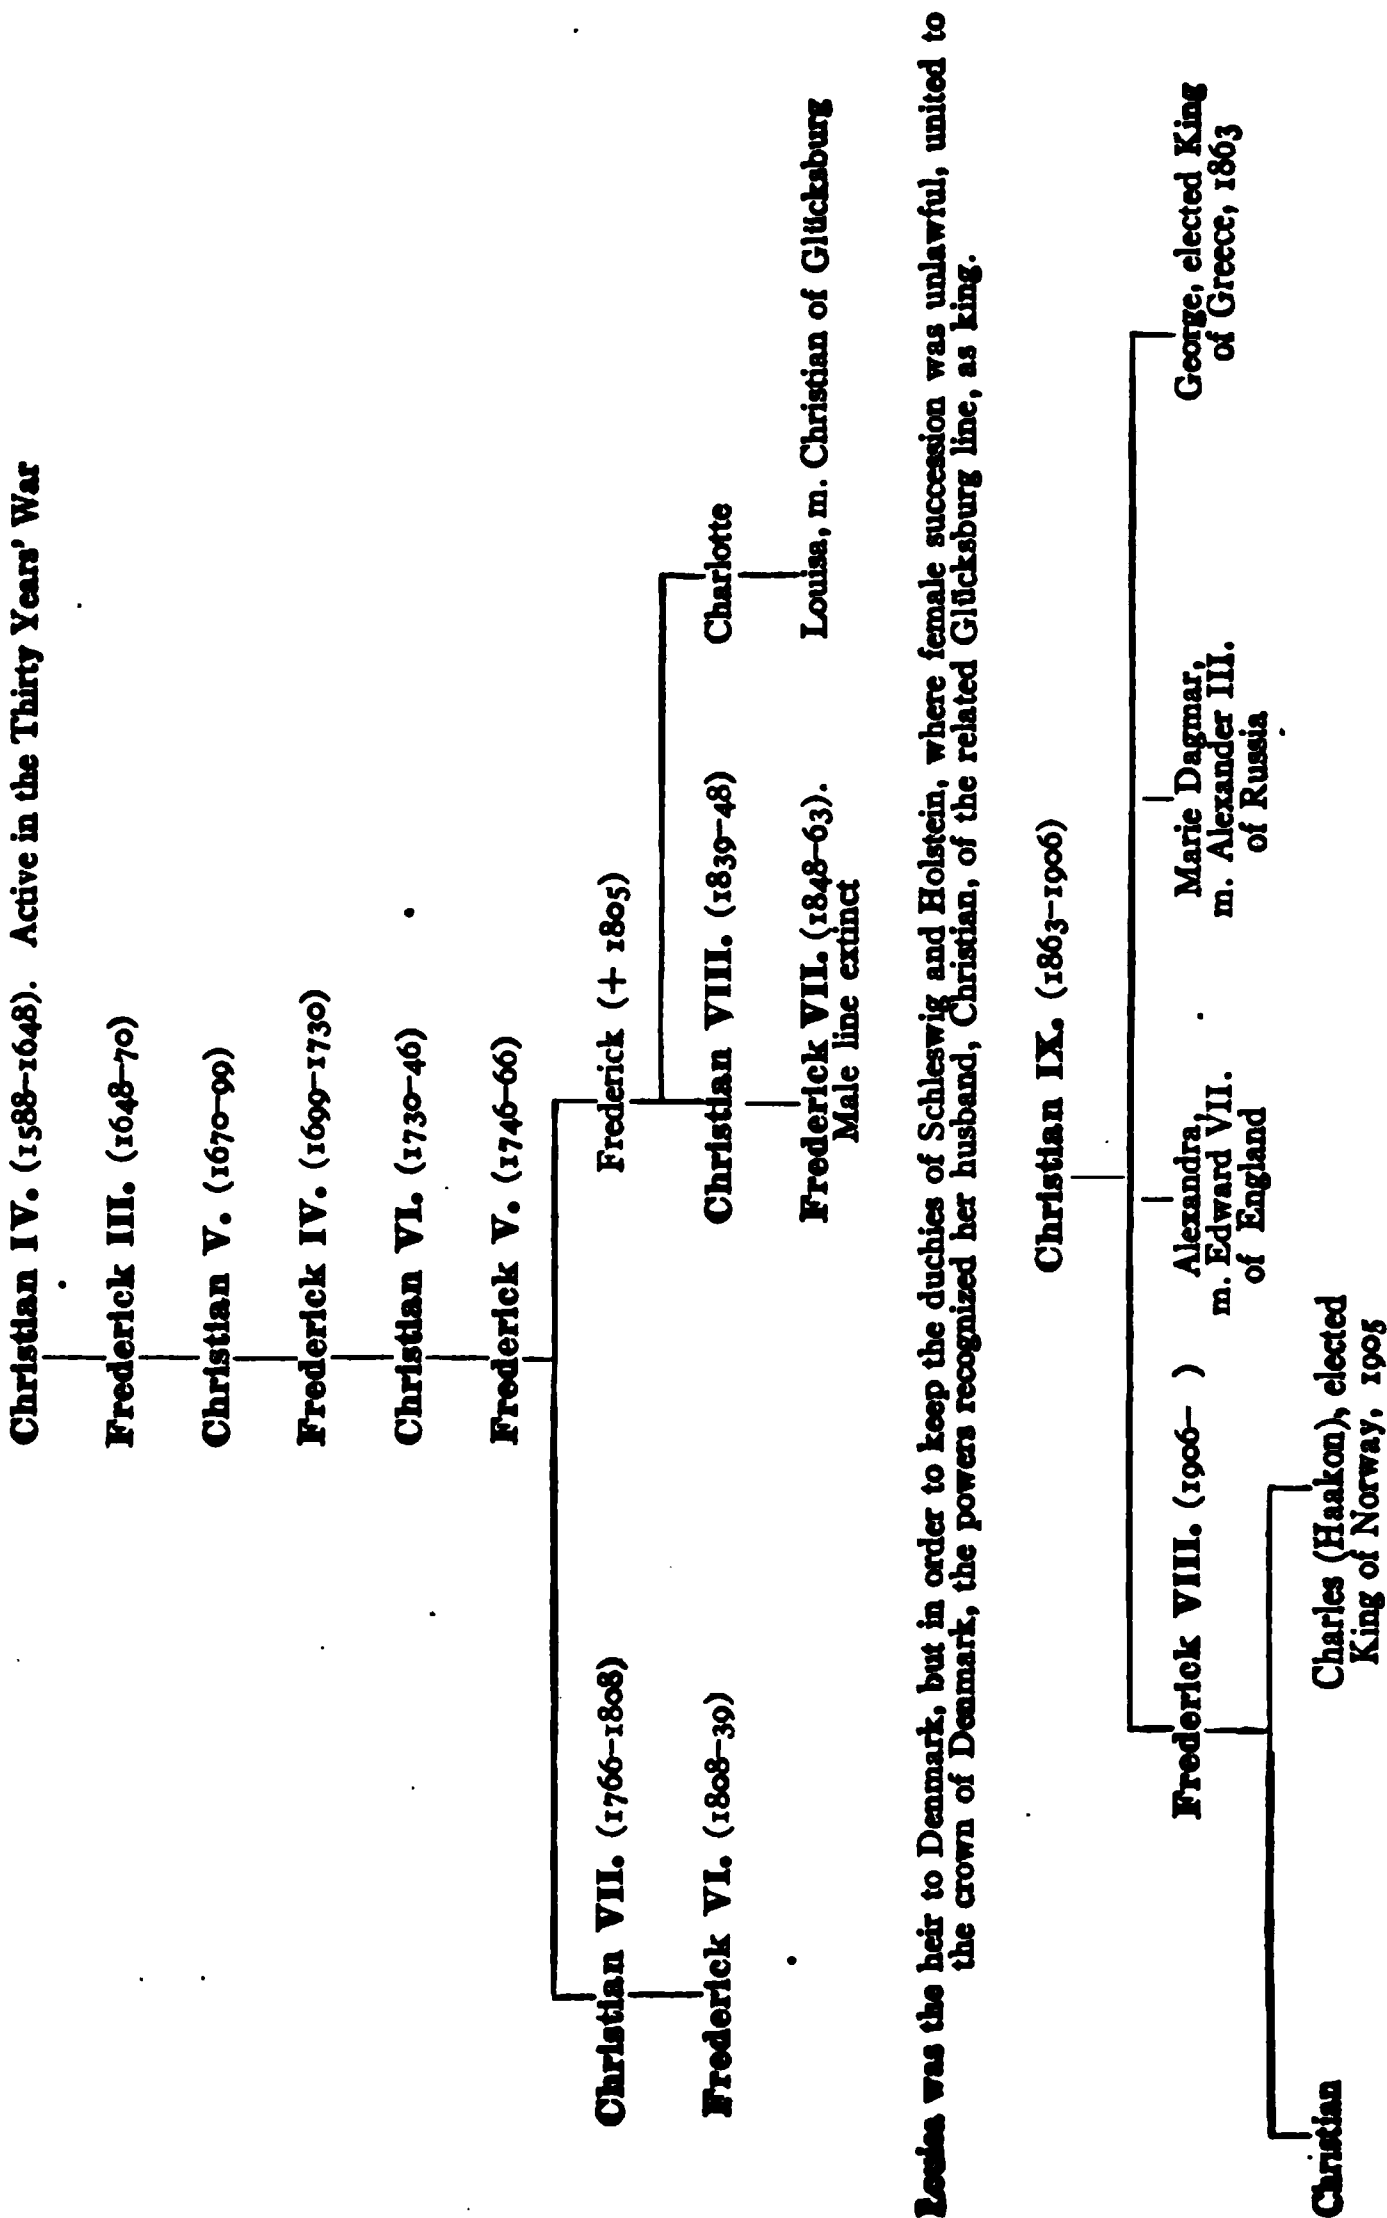 Christian IV. (1588–1648). Active in the Thirty Years' War
Frederick III. (1648–70)
Christian V. (1670–99)
Frederick IV. (1699–1730)
Christian VI. (1730–46)
Frederick V. (1746–66)
Christian VII. (1766–1808)
Frederick (+ 1805)
Frederick VI. (1808–39)
Christian VIII. (1839–48)
Charlotte
Frederick VII. (1848–63).
Male line extinct
Louisa, m. Christian of Glücksburg
Louisa was the heir to Denmark, but in order to keep the duchies of Schleswig and Holstein, where female succession was unlawful, united to
the crown of Denmark, the powers recognized her husband, Christian, of the related Glücksburg line, as king.
Christian IX. (1863–1906)
Frederick VIII. (1906– )
Alexandra,
m. Edward VII.
of England
Marie Dagmar,
m. Alexander III.
of Russia
George, elected King
of Greece, 1863
Christian
Charles (Haakon), elected
King of Norway, 1905